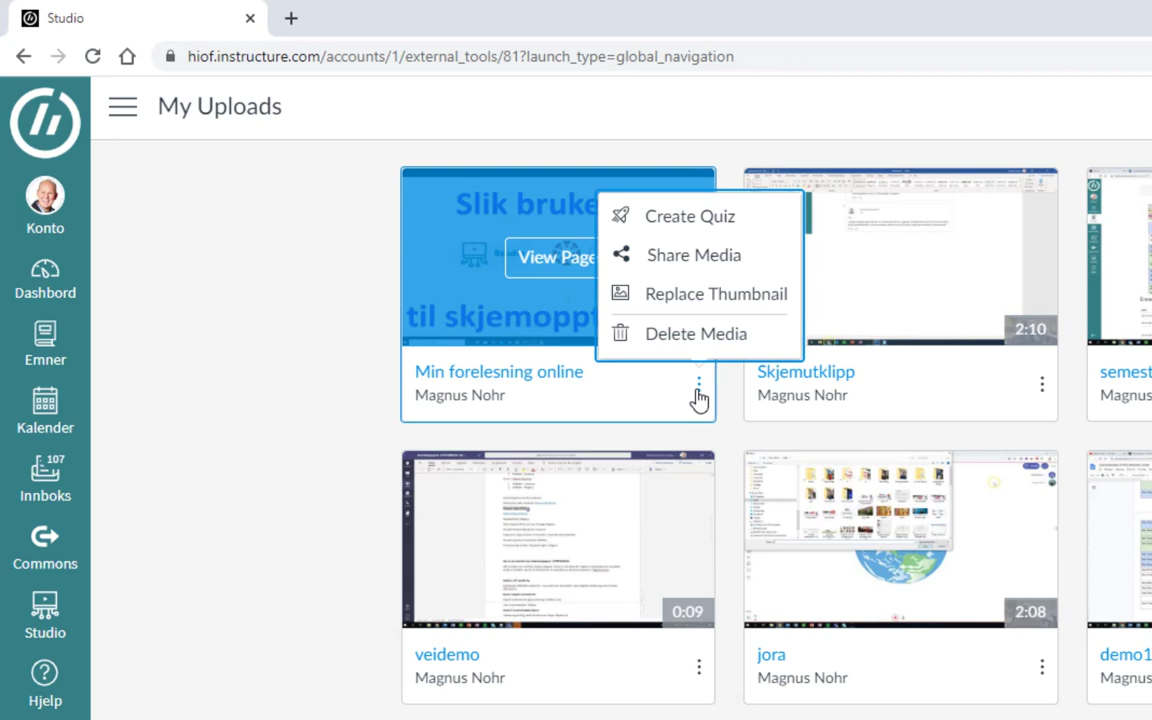 Studio
hiof.instructure.com/accounts/1/external_tools/81?launch_type=global_navigation
My Uploads
Konto
Dashbord
Emner
Kalender
107
Innboks
Commons
Studio
Hjelp
Slik bruke
View Page
til skjemoppt
Create Quiz
Share Media
Replace Thumbnail
Delete Media
Min forelesning online
Magnus Nohr
2:10
Skjemutklipp
Magnus Nohr
semest
Magnus
0:09
veidemo
Magnus Nohr
2:08
jora
Magnus Nohr
demo1
Magnus